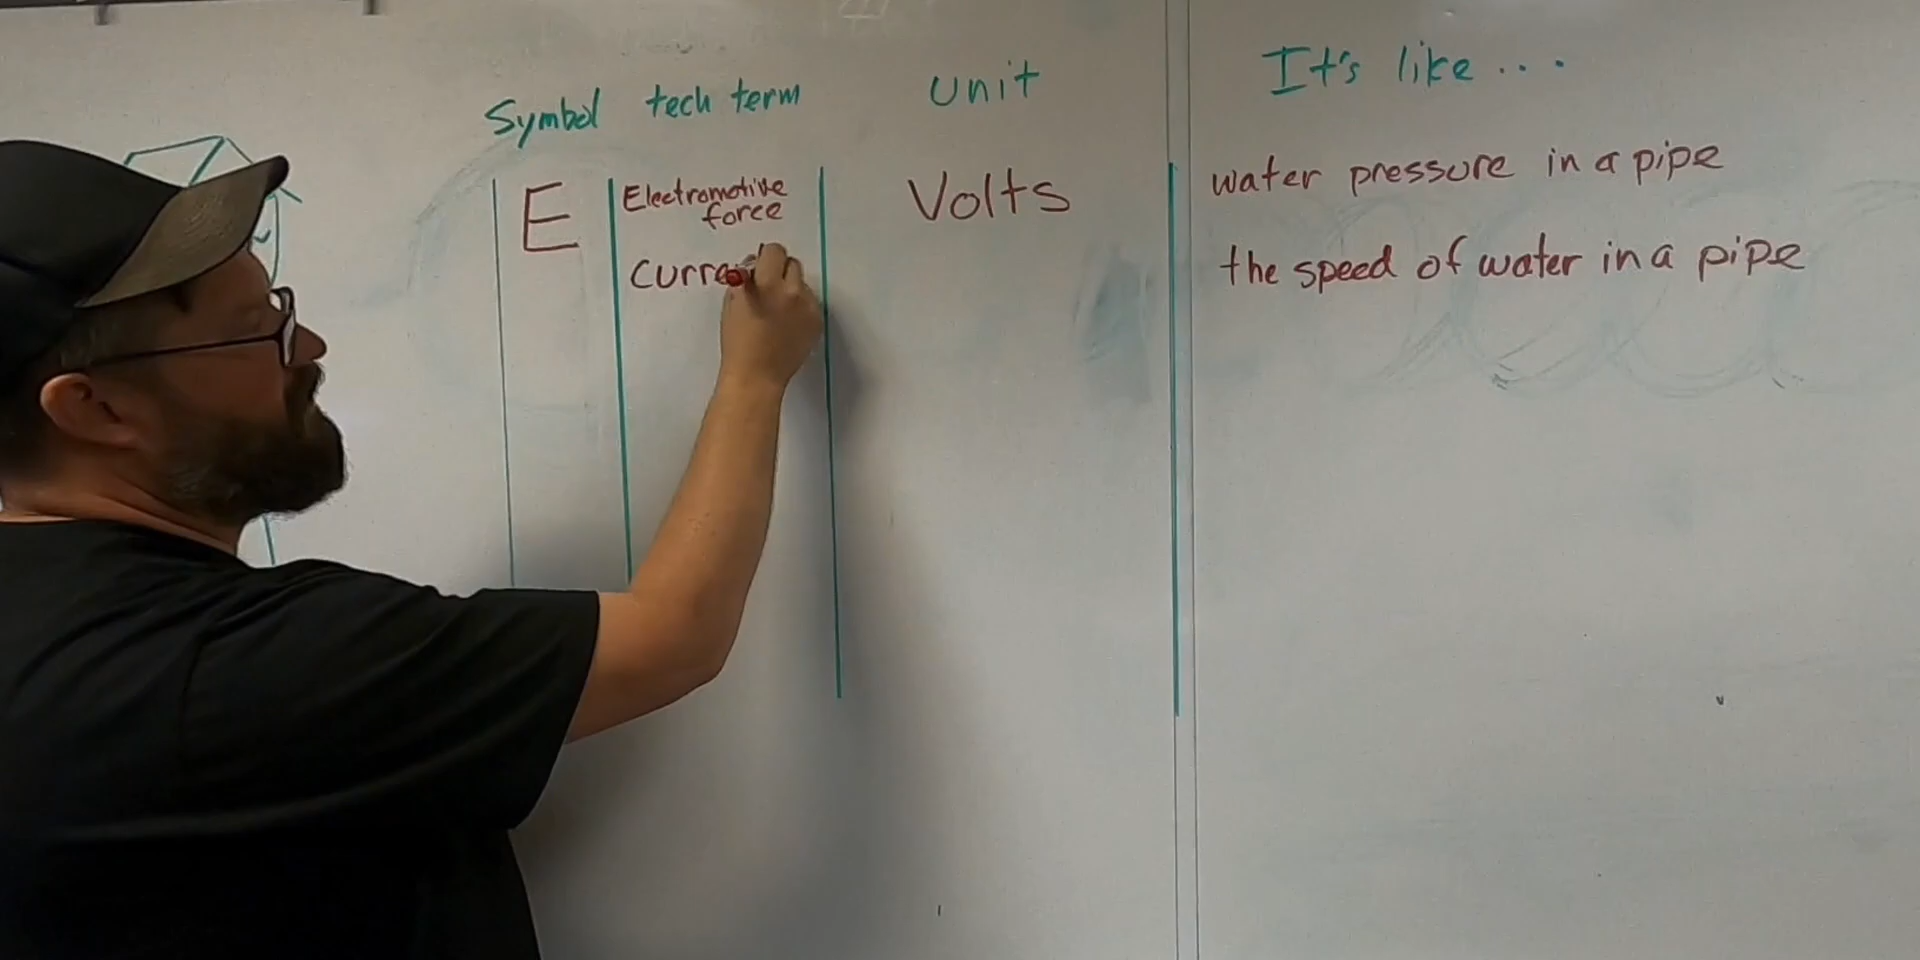 Symbol tech term unit It's like ...
E Electromotive force Volts water pressure in a pipe
the speed of water in a pipe